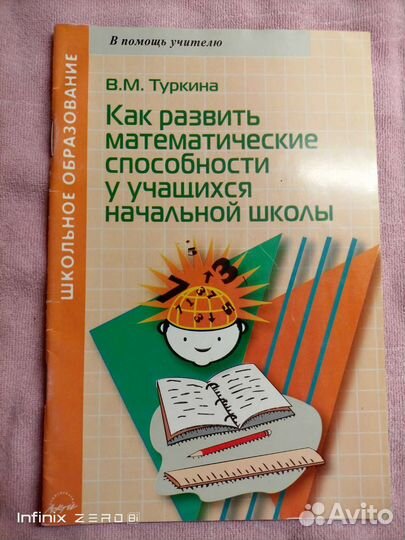 В помощь учителю
ШКОЛЬНОЕ ОБРАЗОВАНИЕ
В.М. Туркина
Как развить
математические
способности
у учащихся
начальной школы
Infinix ZERO 8i
Avito